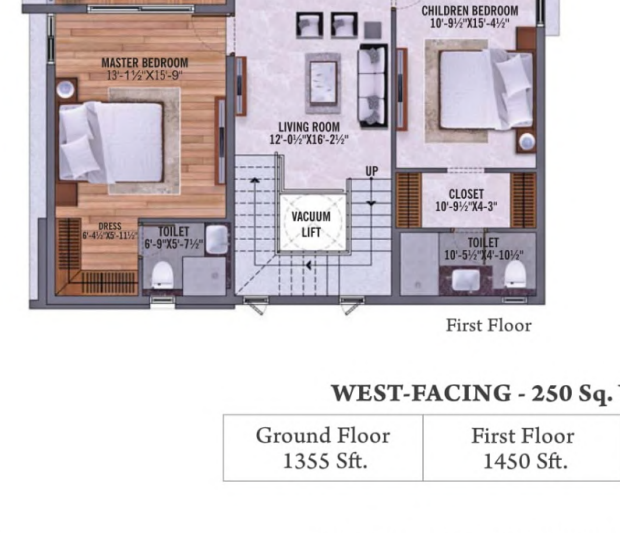 CHILDREN BEDROOM
10'-9½"X15'-4½"
MASTER BEDROOM
13'-1½"X15'-9"
LIVING ROOM
12'-0½"X16'-2½"
UP
CLOSET
10'-9½"X4-3"
VACUUM
LIFT
DRESS
6'-4½"X5'-11½"
TOILET
6'-9"X5'-7½"
TOILET
10'-5½"X4'-10½"
First Floor
WEST-FACING - 250 Sq.
Ground Floor
1355 Sft.
First Floor
1450 Sft.